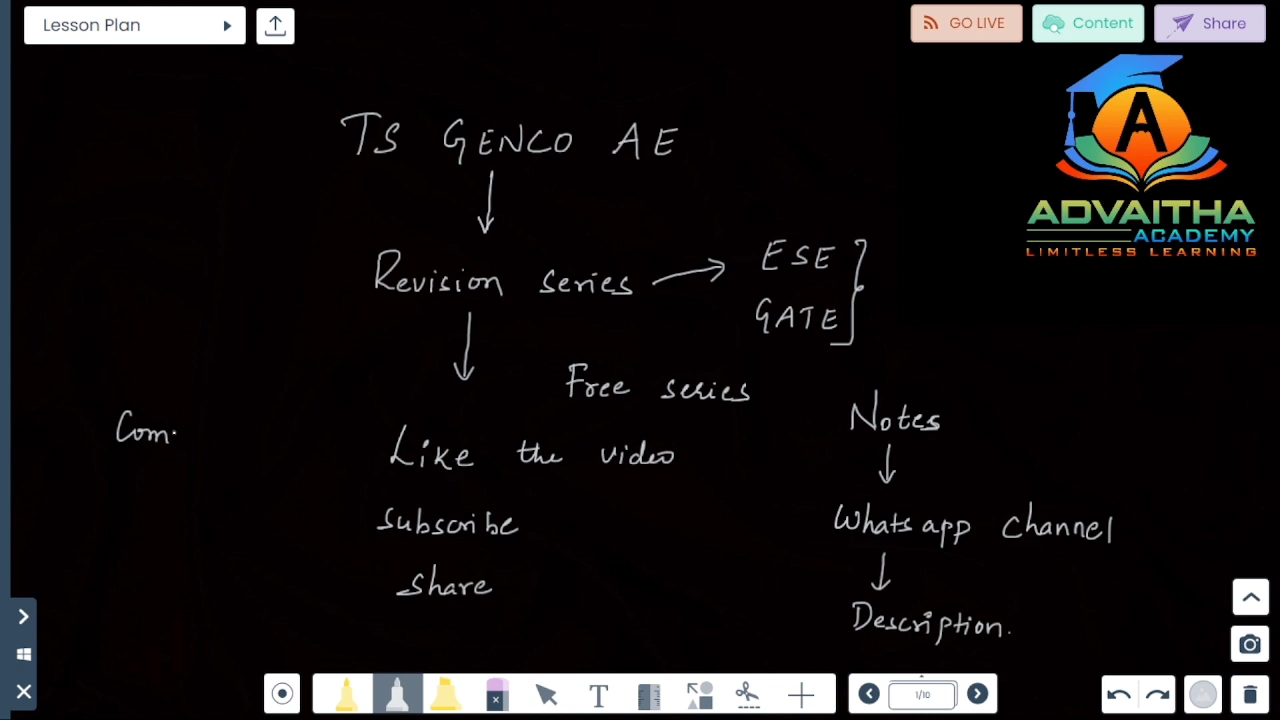 Lesson Plan
GO LIVE
Content
Share
A
ADVAITHA
ACADEMY
LIMITLESS LEARNING
TS GENCO AE
Revision series → ESE
GATE
Free series
Com.
Like the video
Subscribe
Share
Notes
Whatsapp channel
Description.
T
1/10